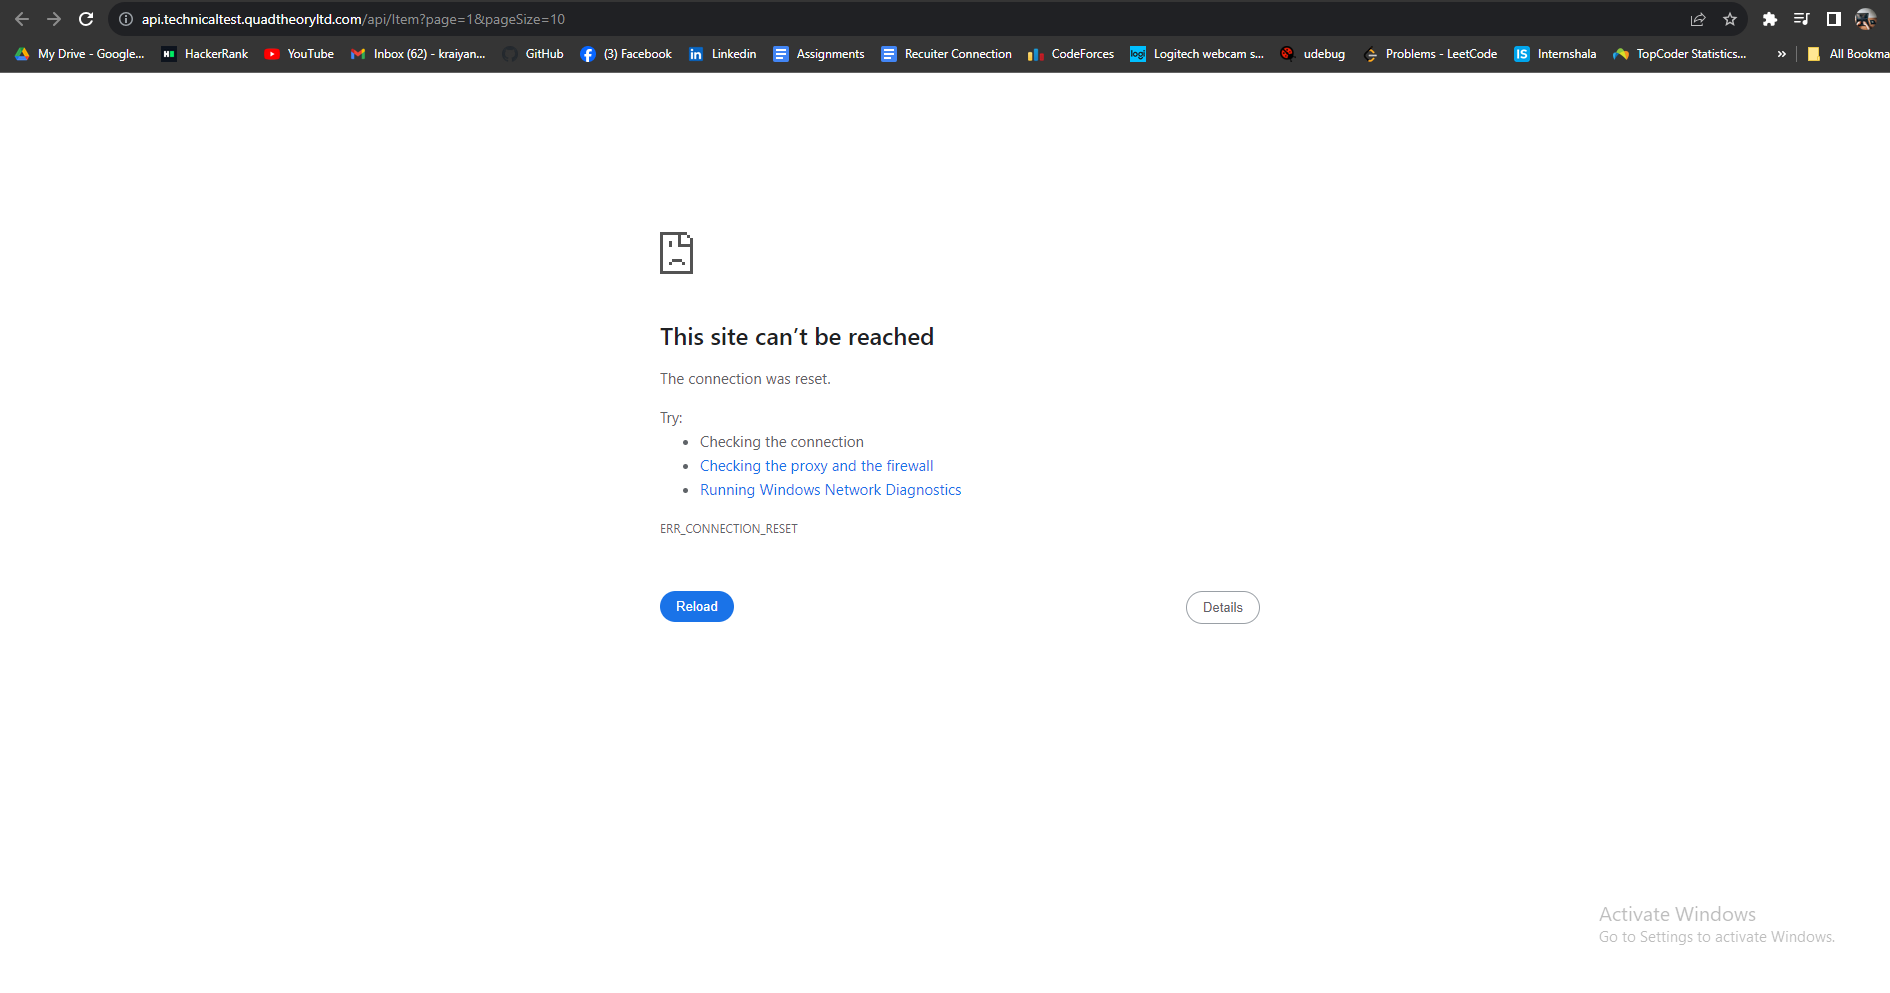 api.technicaltest.quadtheoryltd.com/api/Item?page=1&pageSize=10
My Drive - Google... HackerRank YouTube Inbox (62) - kraiyan... GitHub (3) Facebook Linkedin Assignments Recuiter Connection CodeForces Logitech webcam s... udebug Problems - LeetCode Internshala TopCoder Statistics... » All Bookma
This site can’t be reached
The connection was reset.
Try:
• Checking the connection
• Checking the proxy and the firewall
• Running Windows Network Diagnostics
ERR_CONNECTION_RESET
Reload Details
Activate Windows
Go to Settings to activate Windows.